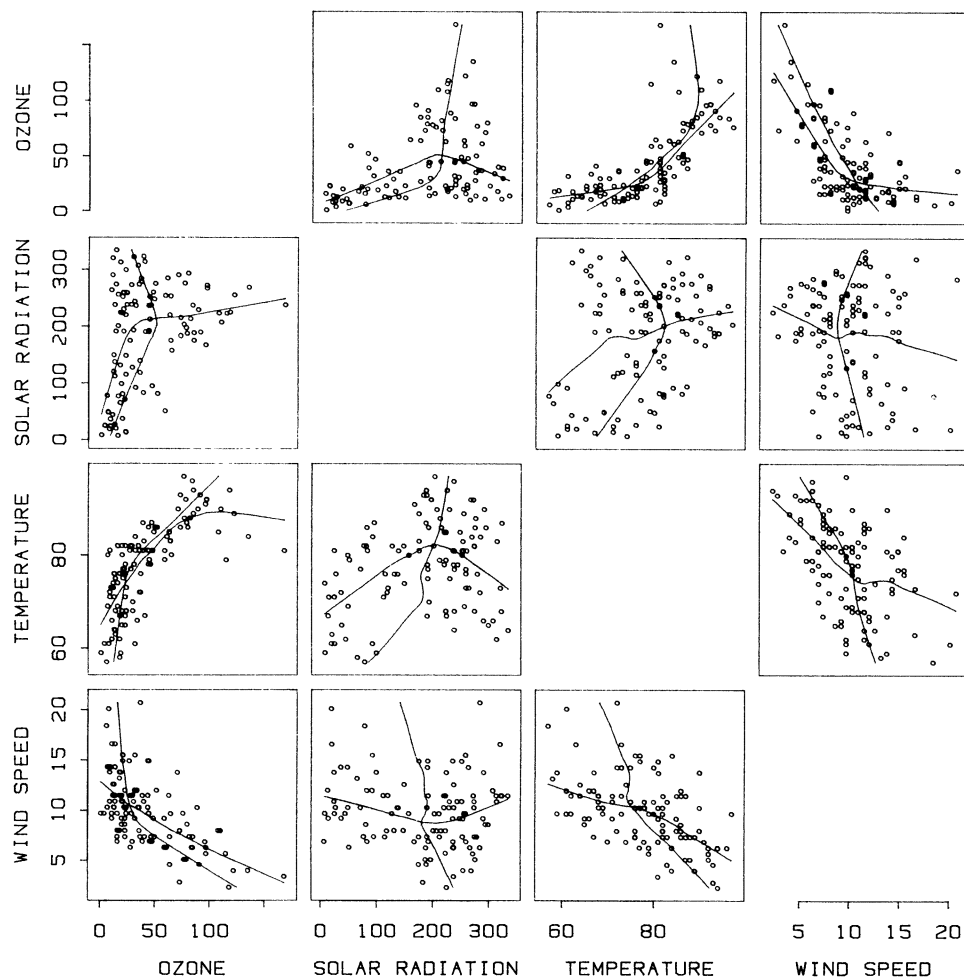 OZONE
0 50 100
SOLAR RADIATION
0 100 200 300
TEMPERATURE
60 80
WIND SPEED
5 10 15 20
0 50 100
0 100 200 300
60 80
5 10 15 20
OZONE SOLAR RADIATION TEMPERATURE WIND SPEED